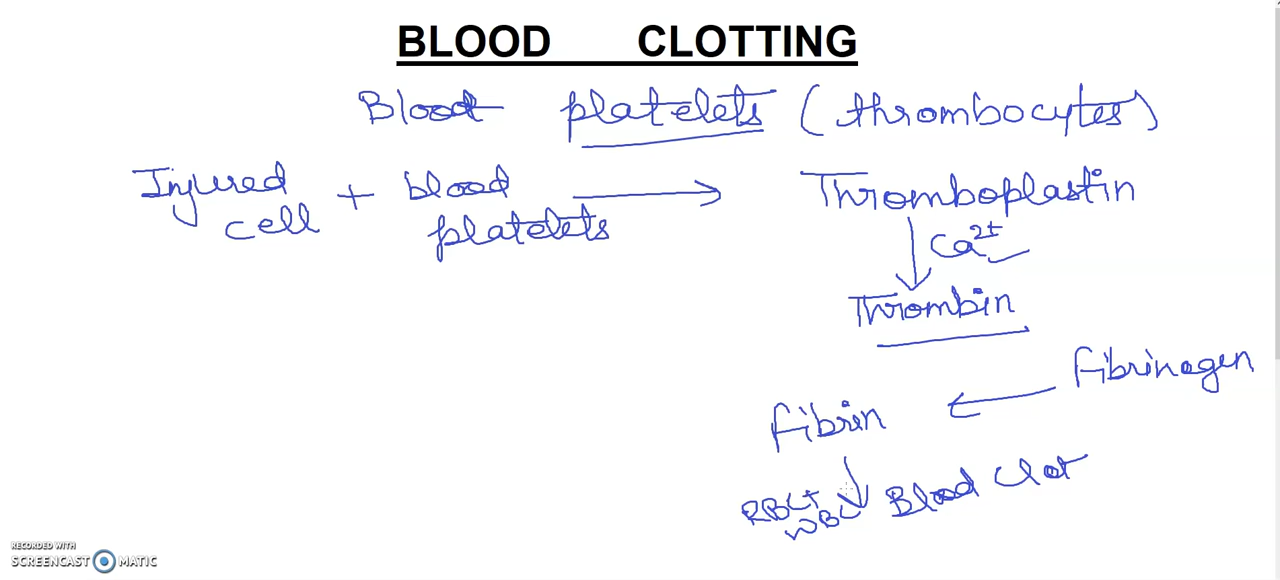 BLOOD CLOTTING
Blood platelets (thrombocytes)
Injured cell + blood platelets → Thromboplastin
Ca²⁺
Thrombin
Fibrinogen
fibrin ←
RBC+ WBC Blood Clot
RECORDED WITH
SCREENCAST MATIC